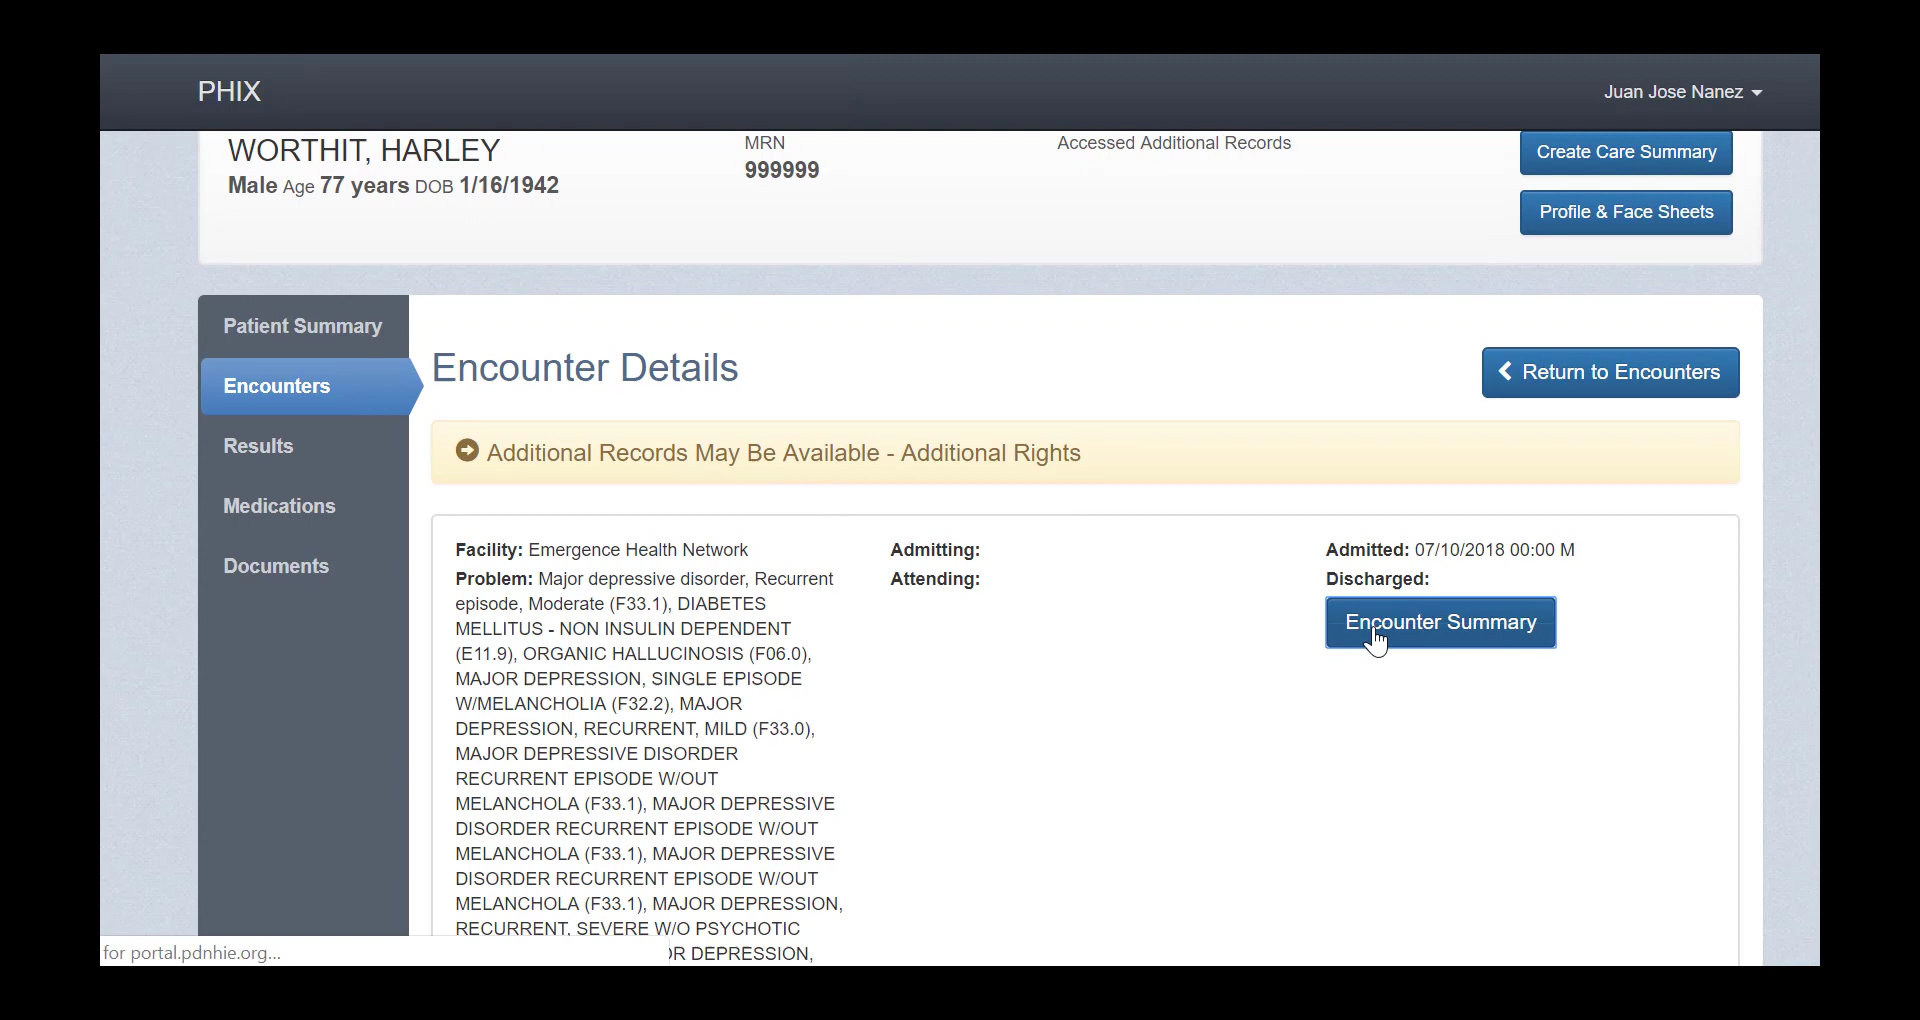 PHIX
Juan Jose Nanez
WORTHIT, HARLEY
Male Age 77 years DOB 1/16/1942
MRN
999999
Accessed Additional Records
Create Care Summary
Profile & Face Sheets
Patient Summary
Encounters
Results
Medications
Documents
Encounter Details
Return to Encounters
Additional Records May Be Available - Additional Rights
Facility: Emergence Health Network
Problem: Major depressive disorder, Recurrent
episode, Moderate (F33.1), DIABETES
MELLITUS - NON INSULIN DEPENDENT
(E11.9), ORGANIC HALLUCINOSIS (F06.0),
MAJOR DEPRESSION, SINGLE EPISODE
W/MELANCHOLIA (F32.2), MAJOR
DEPRESSION, RECURRENT, MILD (F33.0),
MAJOR DEPRESSIVE DISORDER
RECURRENT EPISODE W/OUT
MELANCHOLA (F33.1), MAJOR DEPRESSIVE
DISORDER RECURRENT EPISODE W/OUT
MELANCHOLA (F33.1), MAJOR DEPRESSIVE
DISORDER RECURRENT EPISODE W/OUT
MELANCHOLA (F33.1), MAJOR DEPRESSION,
RECURRENT, SEVERE W/O PSYCHOTIC
OR DEPRESSION,
Admitting:
Attending:
Admitted: 07/10/2018 00:00 M
Discharged:
Encounter Summary
for portal.pdnhie.org...